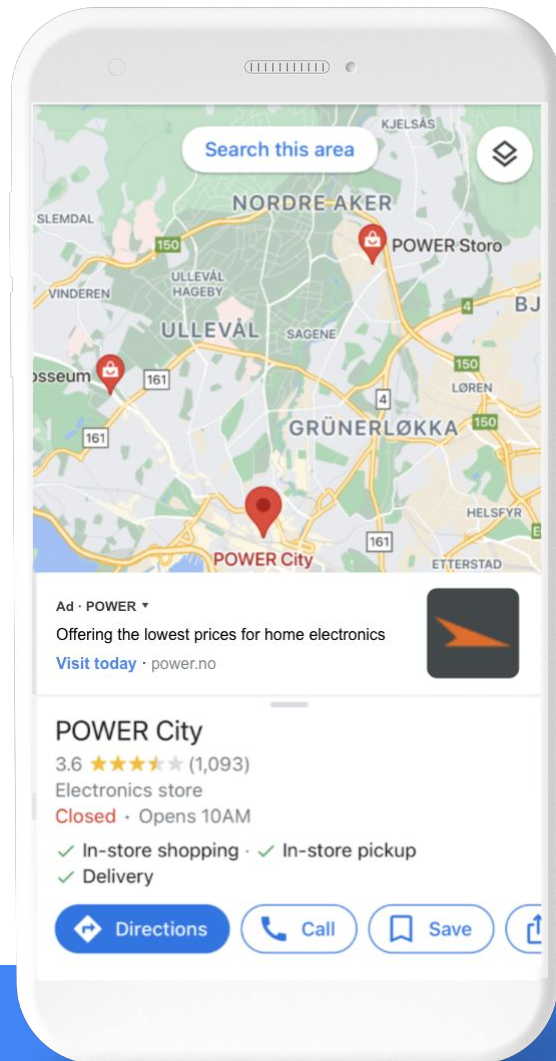 KJELSÅS
Search this area
NORDRE AKER
SLEMDAL
150
POWER Storo
ULLEVÅL
HAGEBY
VINDEREN
4
BJ
ULLEVÅL
SAGENE
150
osseum
161
LØREN
4
150
GRÜNERLØKKA
161
HELSFYR
161
E
POWER City
ETTERSTAD
Ad · POWER ▼
Offering the lowest prices for home electronics
Visit today · power.no
POWER City
3.6 ★★★★★ (1,093)
Electronics store
Closed · Opens 10AM
✓ In-store shopping · ✓ In-store pickup
✓ Delivery
Directions Call Save